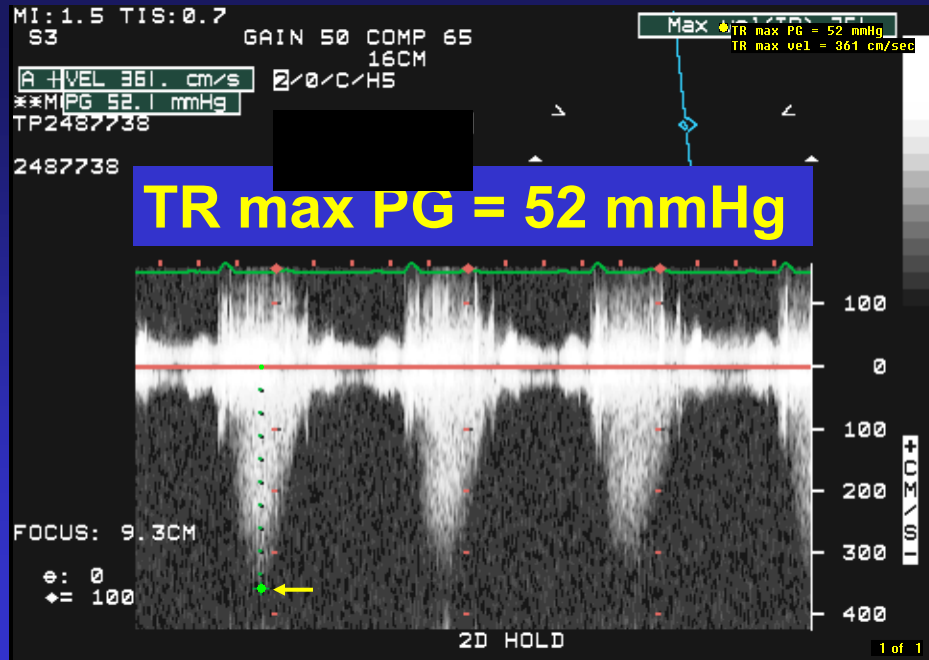 MI:1.5 TIS:0.7
S3
GAIN 50 COMP 65
16CM
TR max PG = 52 mmHg
TR max vel = 361 cm/sec
A
VEL 361. cm/s
2/0/C/H5
PG 52.1 mmHg
TP2487738
2487738
TR max PG = 52 mmHg
100
0
100
200
300
400
+CM/S-
FOCUS: 9.3CM
⊖: 0
◆= 100
2D HOLD
1 of 1